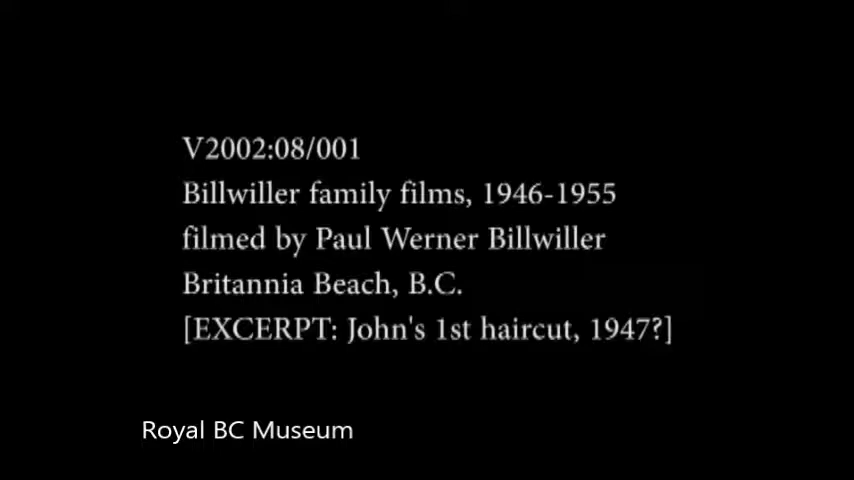 V2002:08/001
Billwiller family films, 1946-1955
filmed by Paul Werner Billwiller
Britannia Beach, B.C.
[EXCERPT: John's 1st haircut, 1947?]
Royal BC Museum